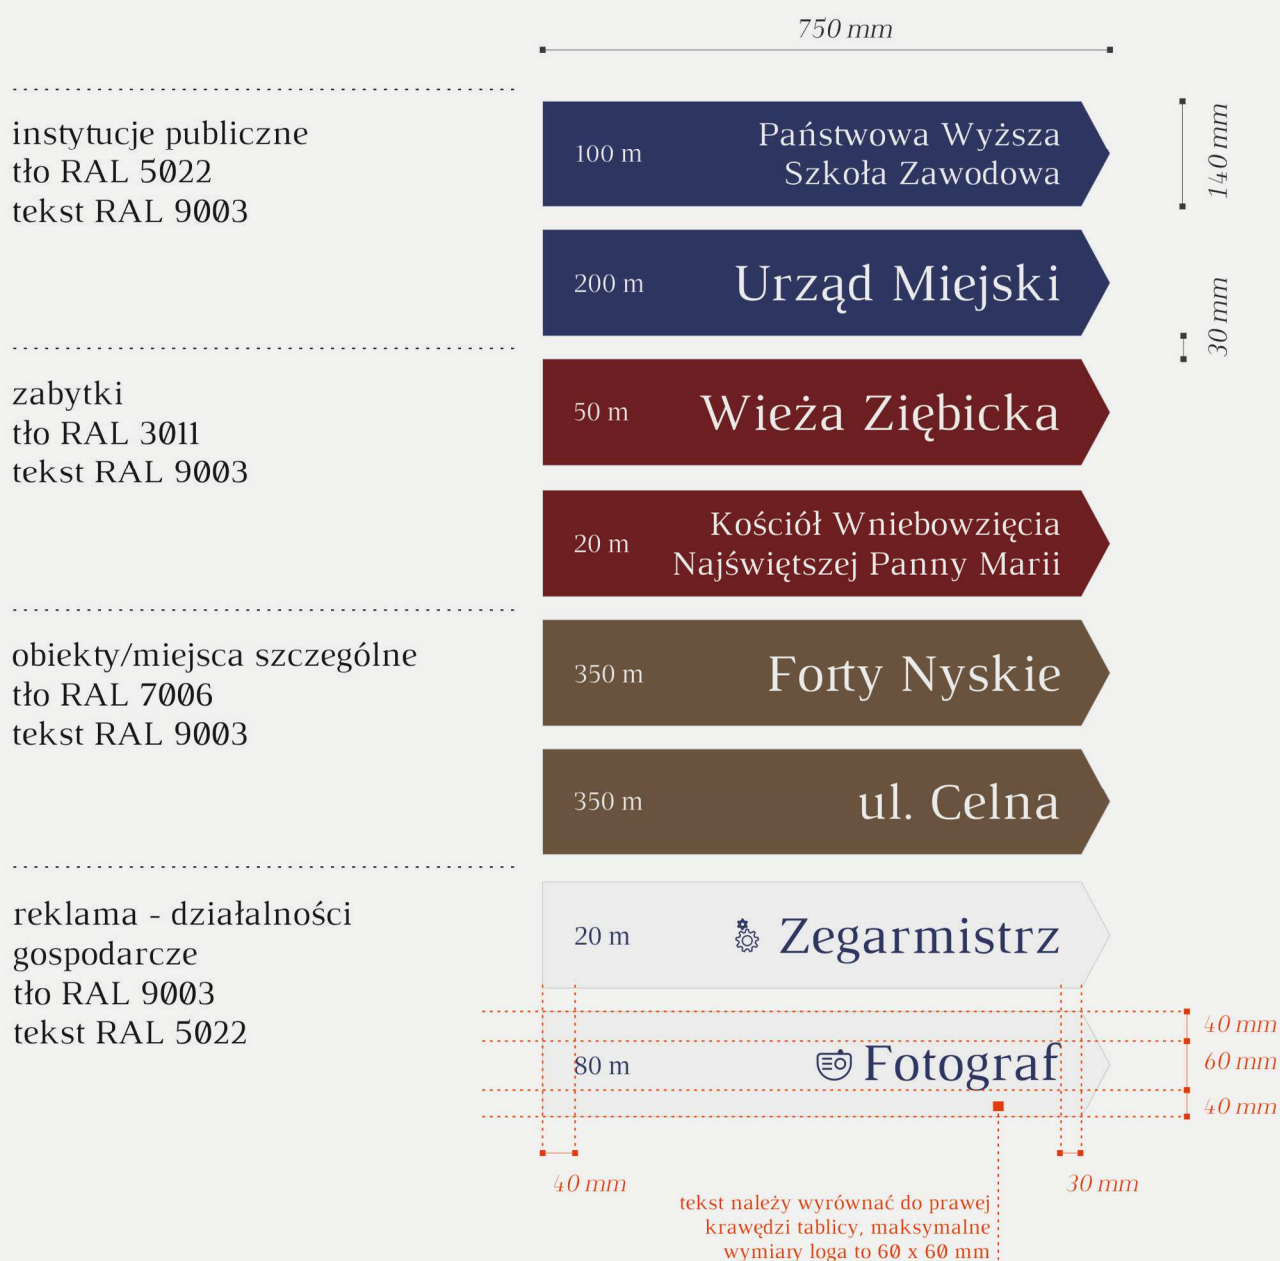 750 mm
instytucje publiczne
tło RAL 5022
tekst RAL 9003
100 m
Państwowa Wyższa
Szkoła Zawodowa
140 mm
200 m
Urząd Miejski
30 mm
zabytki
tło RAL 3011
tekst RAL 9003
50 m
Wieża Ziębicka
20 m
Kościół Wniebowzięcia
Najświętszej Panny Marii
obiekty/miejsca szczególne
tło RAL 7006
tekst RAL 9003
350 m
Forty Nyskie
350 m
ul. Celna
reklama - działalności
gospodarcze
tło RAL 9003
tekst RAL 5022
20 m
Zegarmistrz
80 m
Fotograf
40 mm
60 mm
40 mm
40 mm
30 mm
tekst należy wyrównać do prawej
krawędzi tablicy, maksymalne
wymiary loga to 60 x 60 mm